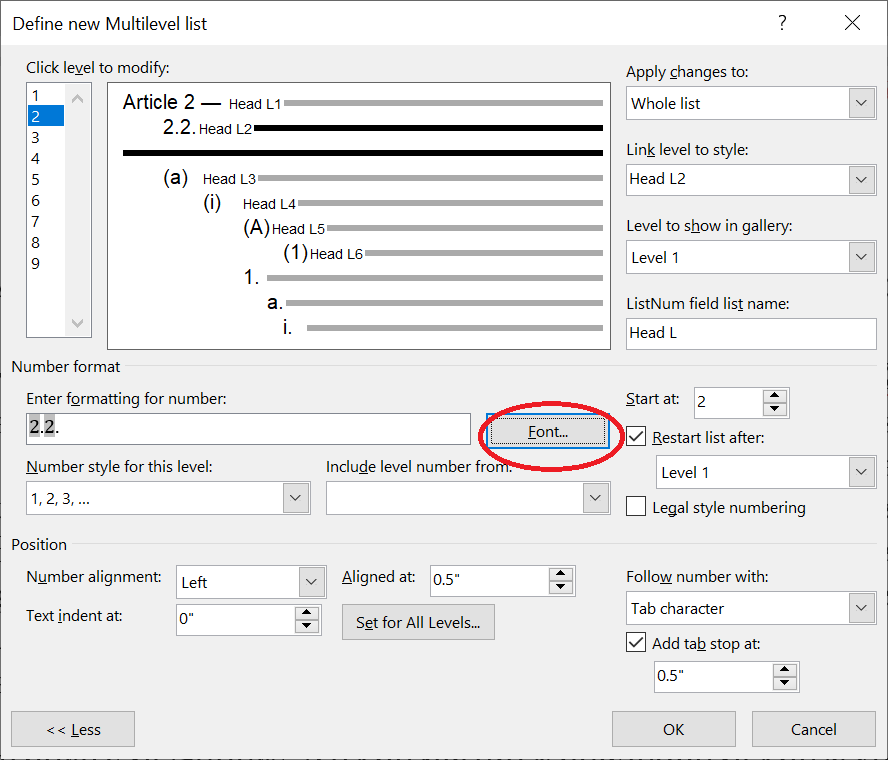 Define new Multilevel list
?
Click level to modify:
1
2
3
4
5
6
7
8
9
Article 2 — Head L1
2.2. Head L2
(a) Head L3
(i) Head L4
(A) Head L5
(1) Head L6
1.
a.
i.
Apply changes to:
Whole list
Link level to style:
Head L2
Level to show in gallery:
Level 1
ListNum field list name:
Head L
Number format
Enter formatting for number:
2.2.
Font...
Number style for this level:
1, 2, 3, ...
Include level number from:
Start at:
2
Restart list after:
Level 1
Legal style numbering
Position
Number alignment:
Left
Aligned at:
0.5"
Text indent at:
0"
Set for All Levels...
Follow number with:
Tab character
Add tab stop at:
0.5"
<< Less
OK
Cancel